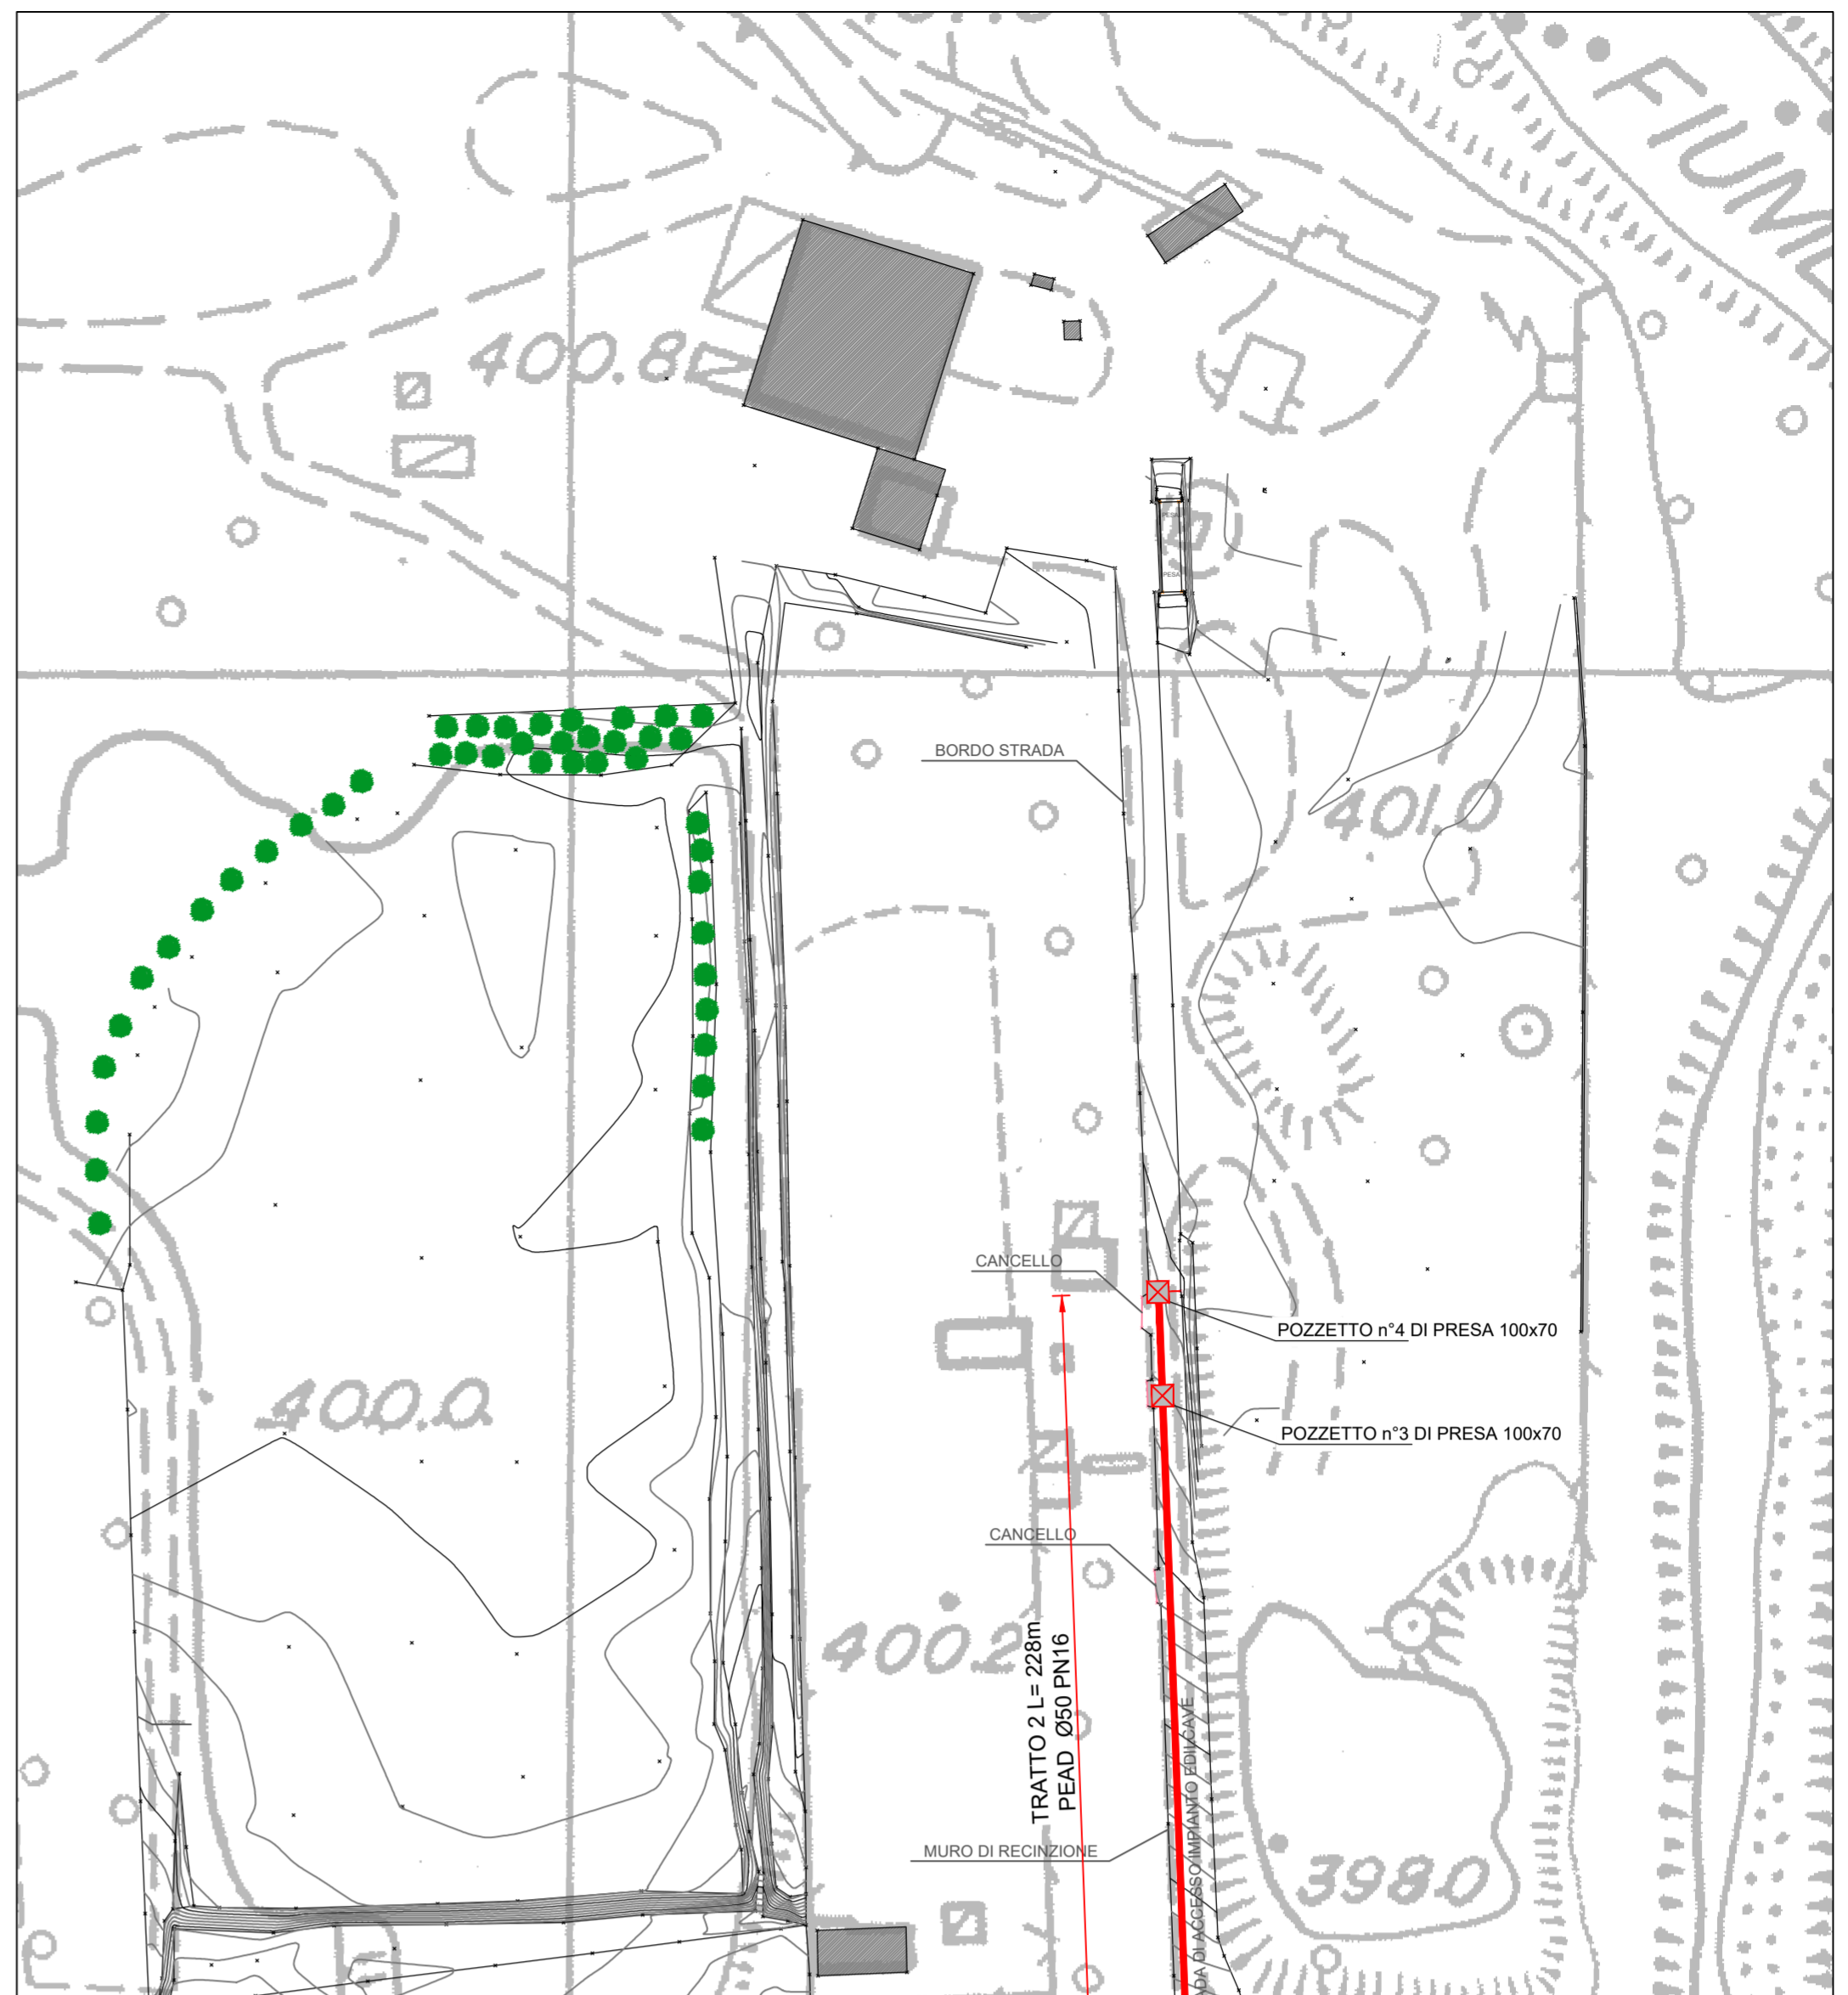 FIUME
400.8
PESA
BORDO STRADA
401.0
CANCELLO
POZZETTO n°4 DI PRESA 100x70
400.0
POZZETTO n°3 DI PRESA 100x70
CANCELLO
400.2
TRATTO 2 L= 228m
PEAD Ø50 PN16
MURO DI RECINZIONE
DA DI ACCESSO IMPIANTO EDILCAVE
398.0